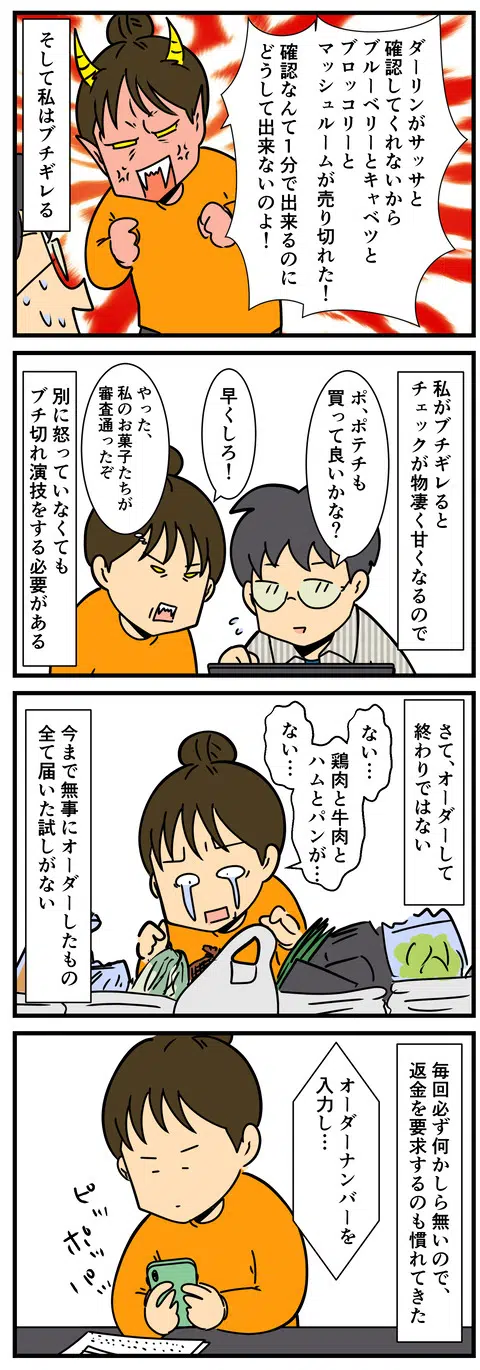 ダーリンがサッサと
確認してくれないから
ブルーベリーとキャベツと
ブロッコリーと
マッシュルームが売り切れた！
確認なんて１分で出来るのに
どうして出来ないのよ！
そして私はブチギレる
私がブチギレると
チェックが物凄く甘くなるので
ポ、ポテチも
買って良いかな？
早くしろ！
やった、
私のお菓子たちが
審査通ったぞ
別に怒っていなくても
ブチ切れ演技をする必要がある
さて、オーダーして
終わりではない
ない…
鶏肉と牛肉と
ハムとパンが…
ない…
今まで無事にオーダーしたもの
全て届いた試しがない
毎回必ず何かしら無いので、
返金を要求するのも慣れてきた
オーダーナンバーを
入力し…
ピッ
ポッ
パッ